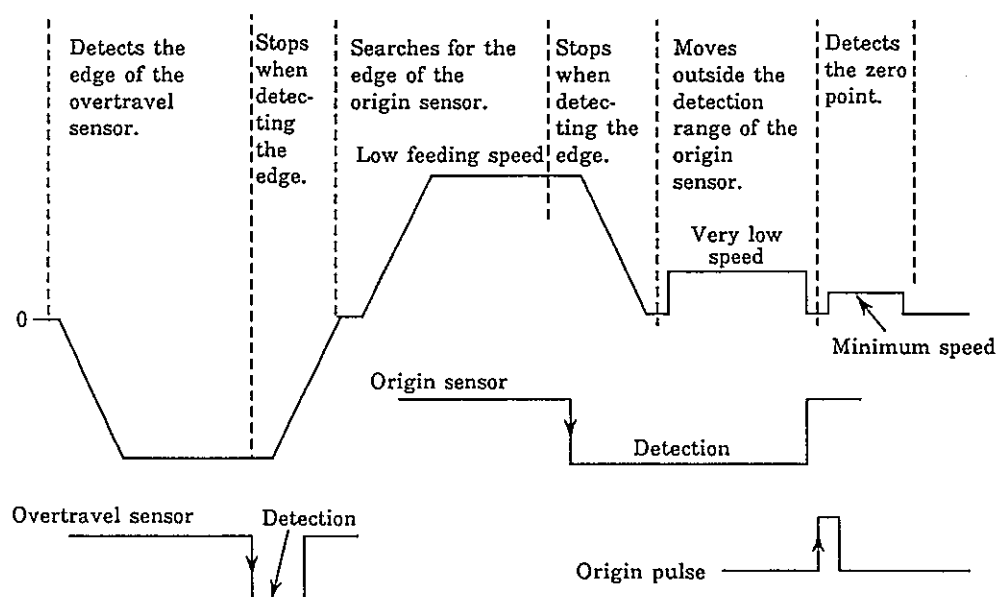 Detects the
edge of the
overtravel
sensor.
Stops
when
detec-
ting
the
edge.
Searches for the
edge of the
origin sensor.
Stops
when
detec-
ting the
edge.
Moves
outside the
detection
range of the
origin
sensor.
Detects
the zero
point.
Low feeding speed
Very low
speed
0
Minimum speed
Origin sensor
Detection
Overtravel sensor
Detection
Origin pulse